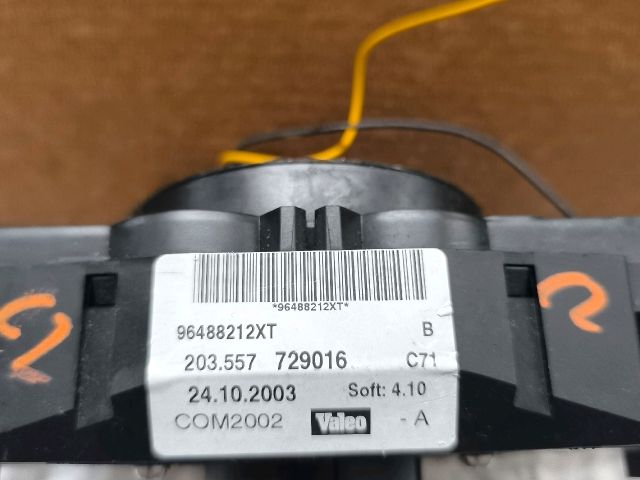 *96488212XT*
96488212XT B
203.557 729016 C71
24.10.2003 Soft: 4.10
COM2002 Valeo - A